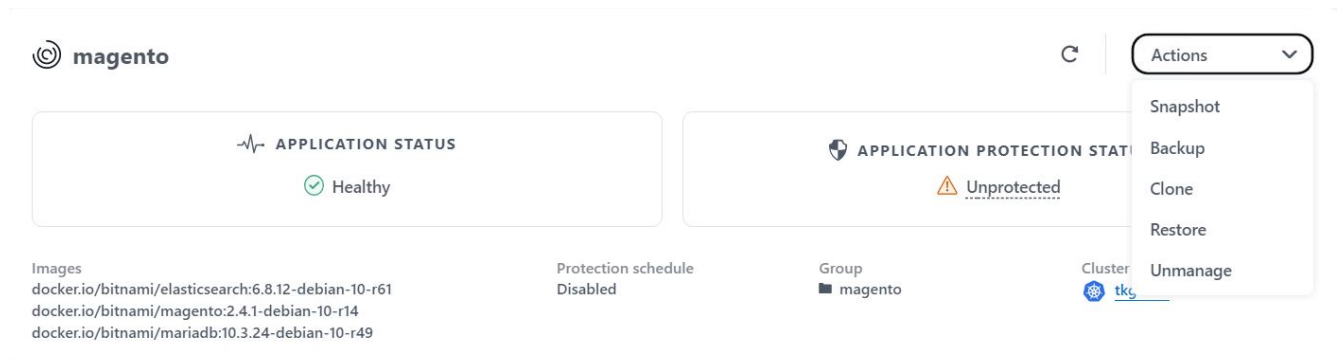 magento
Actions
Snapshot
Backup
Clone
Restore
Unmanage
APPLICATION STATUS
Healthy
APPLICATION PROTECTION
Unprotected
Images
docker.io/bitnami/elasticsearch:6.8.12-debian-10-r61
docker.io/bitnami/magento:2.4.1-debian-10-r14
docker.io/bitnami/mariadb:10.3.24-debian-10-r49
Protection schedule
Disabled
Group
magento
Cluster